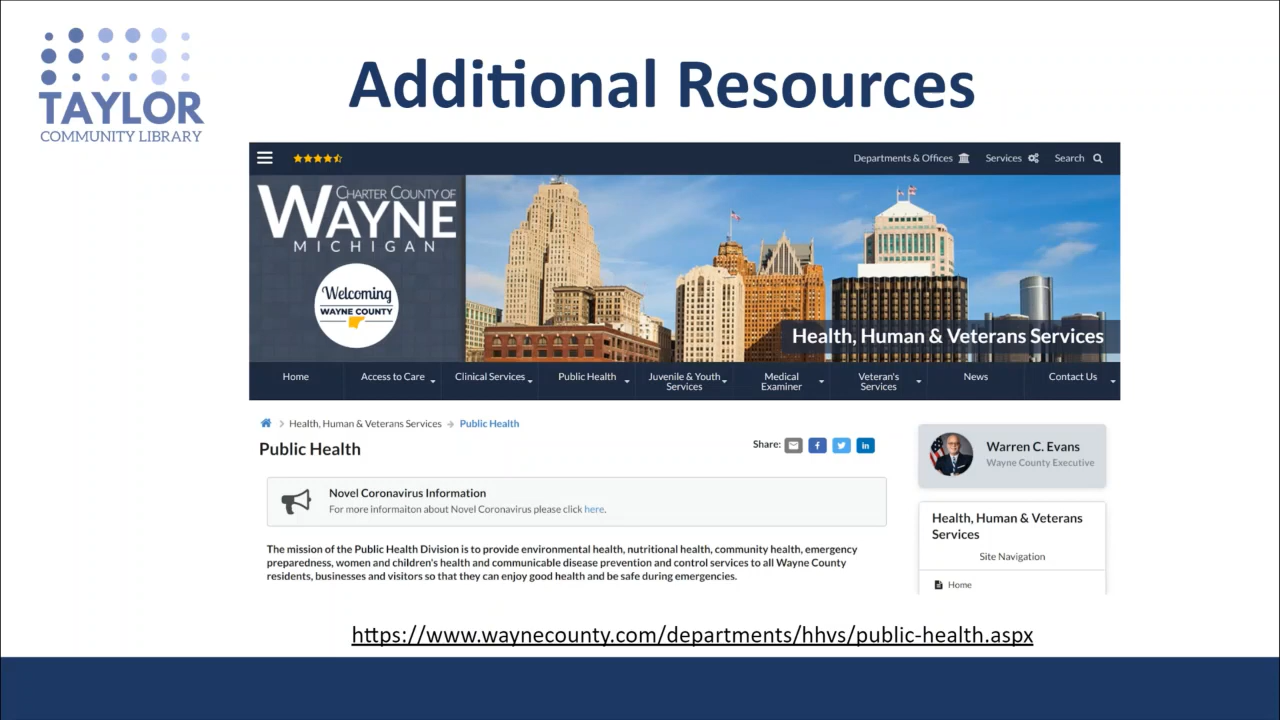 TAYLOR
COMMUNITY LIBRARY
Additional Resources
Departments & Offices
Services
Search
CHARTER COUNTY OF
WAYNE
MICHIGAN
Welcoming
WAYNE COUNTY
Health, Human & Veterans Services
Home
Access to Care
Clinical Services
Public Health
Juvenile & Youth
Services
Medical
Examiner
Veteran's
Services
News
Contact Us
Health, Human & Veterans Services
Public Health
Public Health
Share:
f
in
Novel Coronavirus Information
For more informaiton about Novel Coronavirus please click here.
The mission of the Public Health Division is to provide environmental health, nutritional health, community health, emergency
preparedness, women and children's health and communicable disease prevention and control services to all Wayne County
residents, businesses and visitors so that they can enjoy good health and be safe during emergencies.
Warren C. Evans
Wayne County Executive
Health, Human & Veterans
Services
Site Navigation
Home
https://www.waynecounty.com/departments/hhvs/public-health.aspx